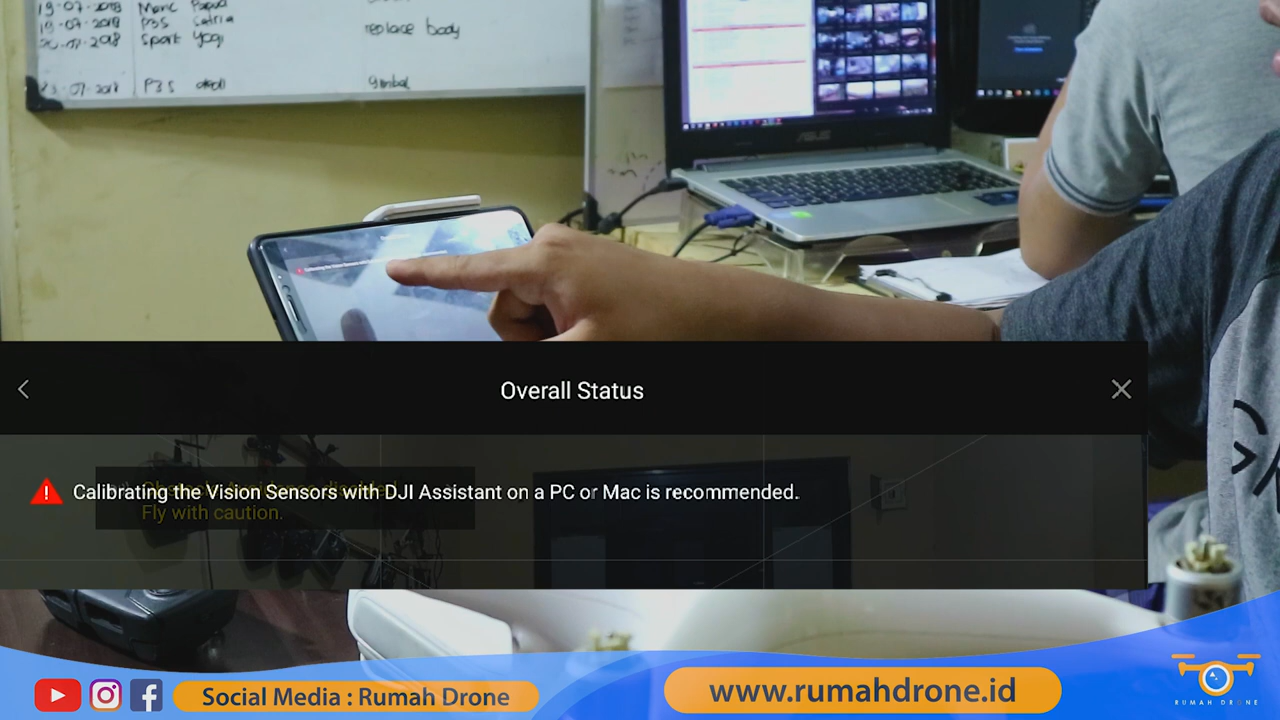 19-07-2018 Mavic Papua
19-07-2018 P3S Satria
20-07-2018 Spark Yogi replace body
23-07-2018 P3S gimbal
ASUS
Overall Status
Calibrating the Vision Sensors with DJI Assistant on a PC or Mac is recommended.
Fly with caution.
Social Media : Rumah Drone
www.rumahdrone.id
RUMAH DRONE